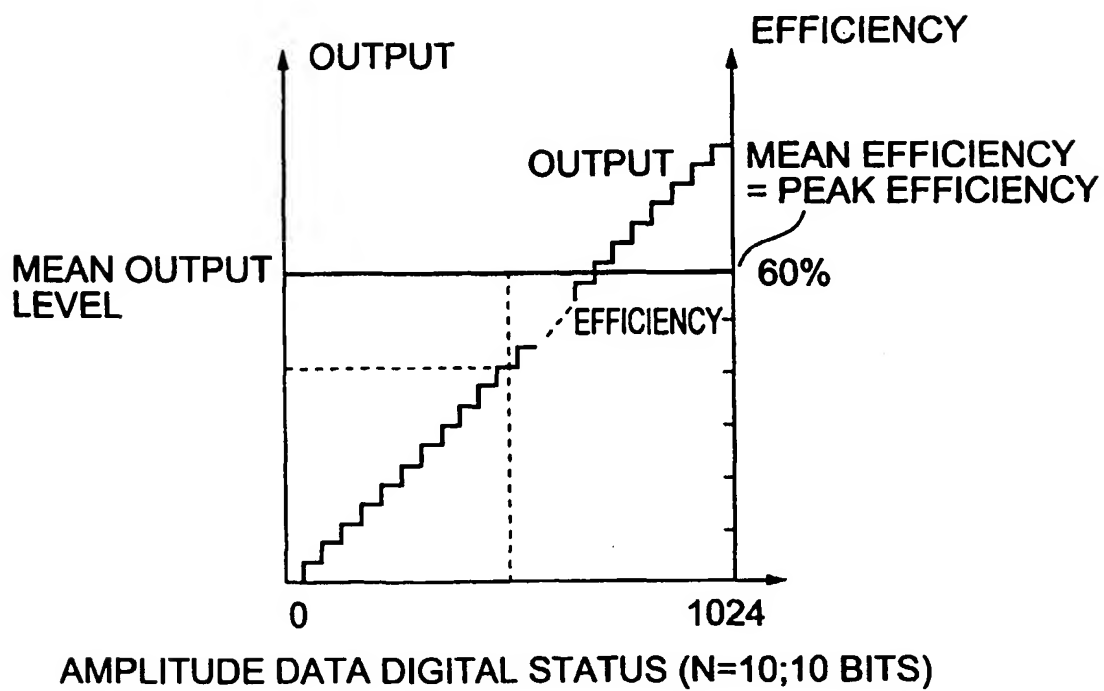 EFFICIENCY
OUTPUT
OUTPUT
MEAN EFFICIENCY
= PEAK EFFICIENCY
MEAN OUTPUT
LEVEL
60%
EFFICIENCY
0
1024
AMPLITUDE DATA DIGITAL STATUS (N=10;10 BITS)